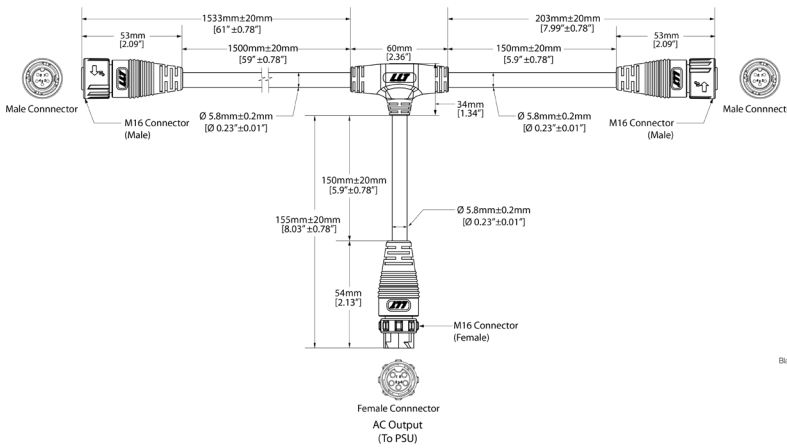 1533mm±20mm
[61” ±0.78”]
203mm±20mm
[7.99”±0.78”]
53mm
[2.09”]
1500mm±20mm
[59” ±0.78”]
60mm
[2.36”]
150mm±20mm
[5.9”±0.78”]
53mm
[2.09”]
Male Connnector
M16 Connector
(Male)
Ø 5.8mm±0.2mm
[Ø 0.23”±0.01”]
34mm
[1.34”]
Ø 5.8mm±0.2mm
[Ø 0.23”±0.01”]
M16 Connector
(Male)
Male Connnect
150mm±20mm
[5.9”±0.78”]
155mm±20mm
[8.03” ±0.78”]
Ø 5.8mm±0.2mm
[Ø 0.23”±0.01”]
54mm
[2.13”]
M16 Connector
(Female)
Bla
Female Connnector
AC Output
(To PSU)